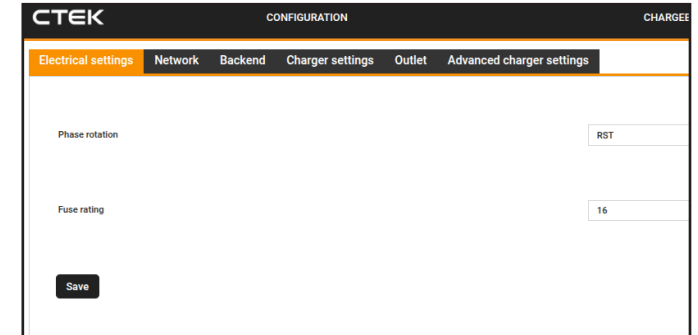 CTEK CONFIGURATION CHARGEE
Electrical settings Network Backend Charger settings Outlet Advanced charger settings
Phase rotation RST
Fuse rating 16
Save